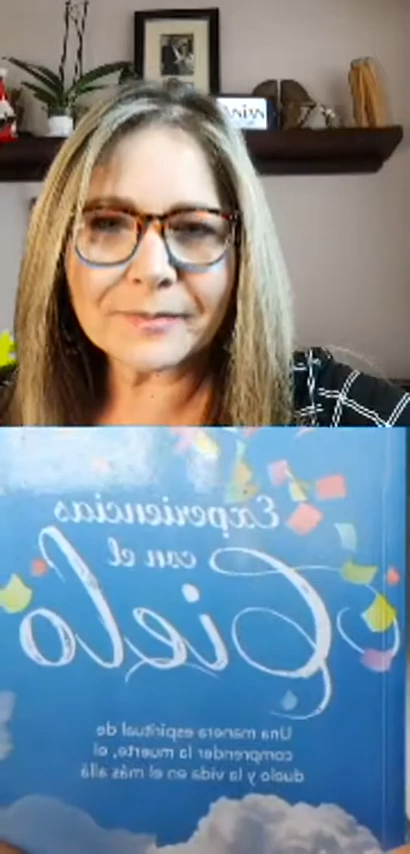 Experiencias
con el
Cielo
Una manera espiritual de
comprender la muerte, el
duelo y la vida en el más allá